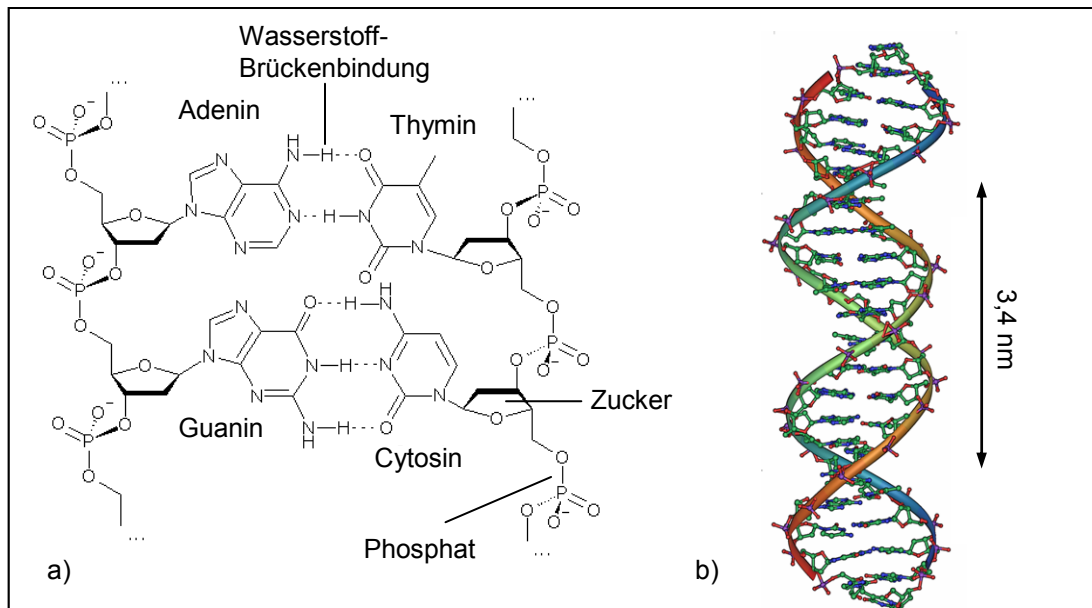 Wasserstoff-
Brückenbindung
Adenin
Thymin
...
...
O⁻
O
P
O
O
P
O⁻
O
O
N
N
N
N
N
H
H
O
N
H
N
O
O
O
O⁻
O
P
O
O
N
N
N
N
O
H
N
H
N
H
H
N
N
O
H
N
O
O
P
O⁻
O
O
O
O⁻
O
P
O
O
Zucker
Guanin
Cytosin
O
P
O⁻
O
O
Phosphat
...
...
a)
b)
3,4 nm